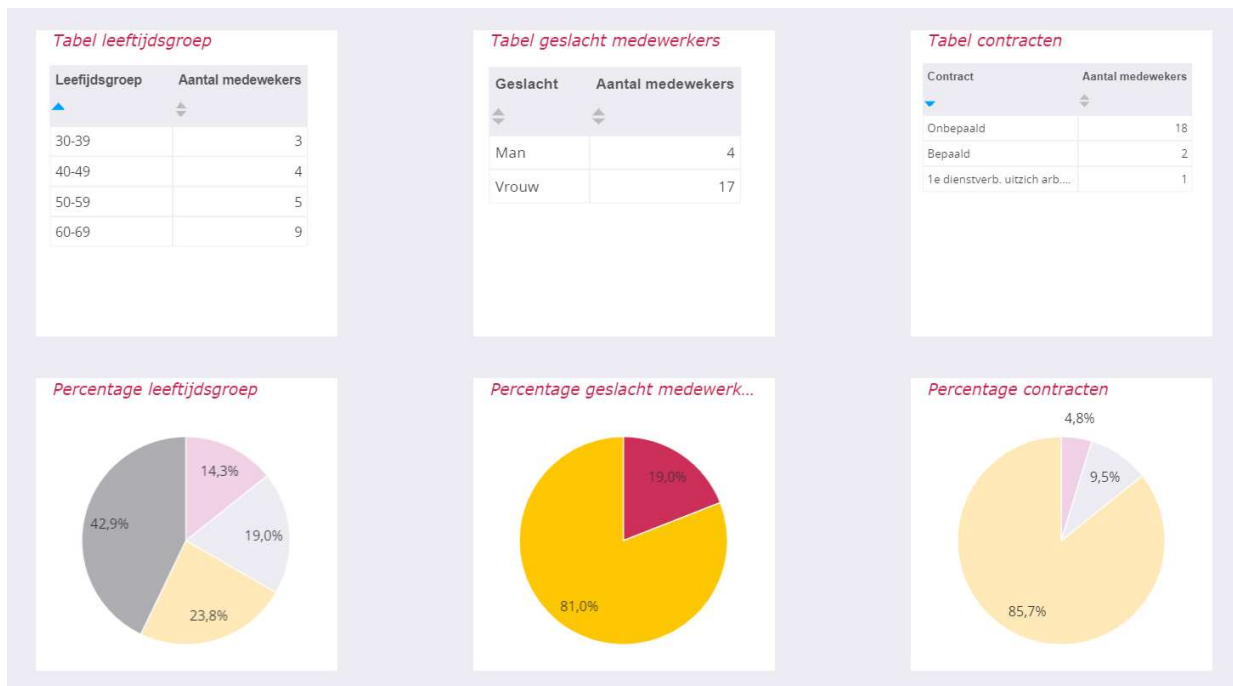 Tabel leeftijdsgroep
Leefijdsgroep Aantal medewekers
30-39 3
40-49 4
50-59 5
60-69 9
Tabel geslacht medewerkers
Geslacht Aantal medewekers
Man 4
Vrouw 17
Tabel contracten
Contract Aantal medewekers
Onbepaald 18
Bepaald 2
1e dienstverb. uitzich arb.... 1
Percentage leeftijdsgroep
14,3%
42,9%
19,0%
23,8%
Percentage geslacht medewerk...
19,0%
81,0%
Percentage contracten
4,8%
9,5%
85,7%